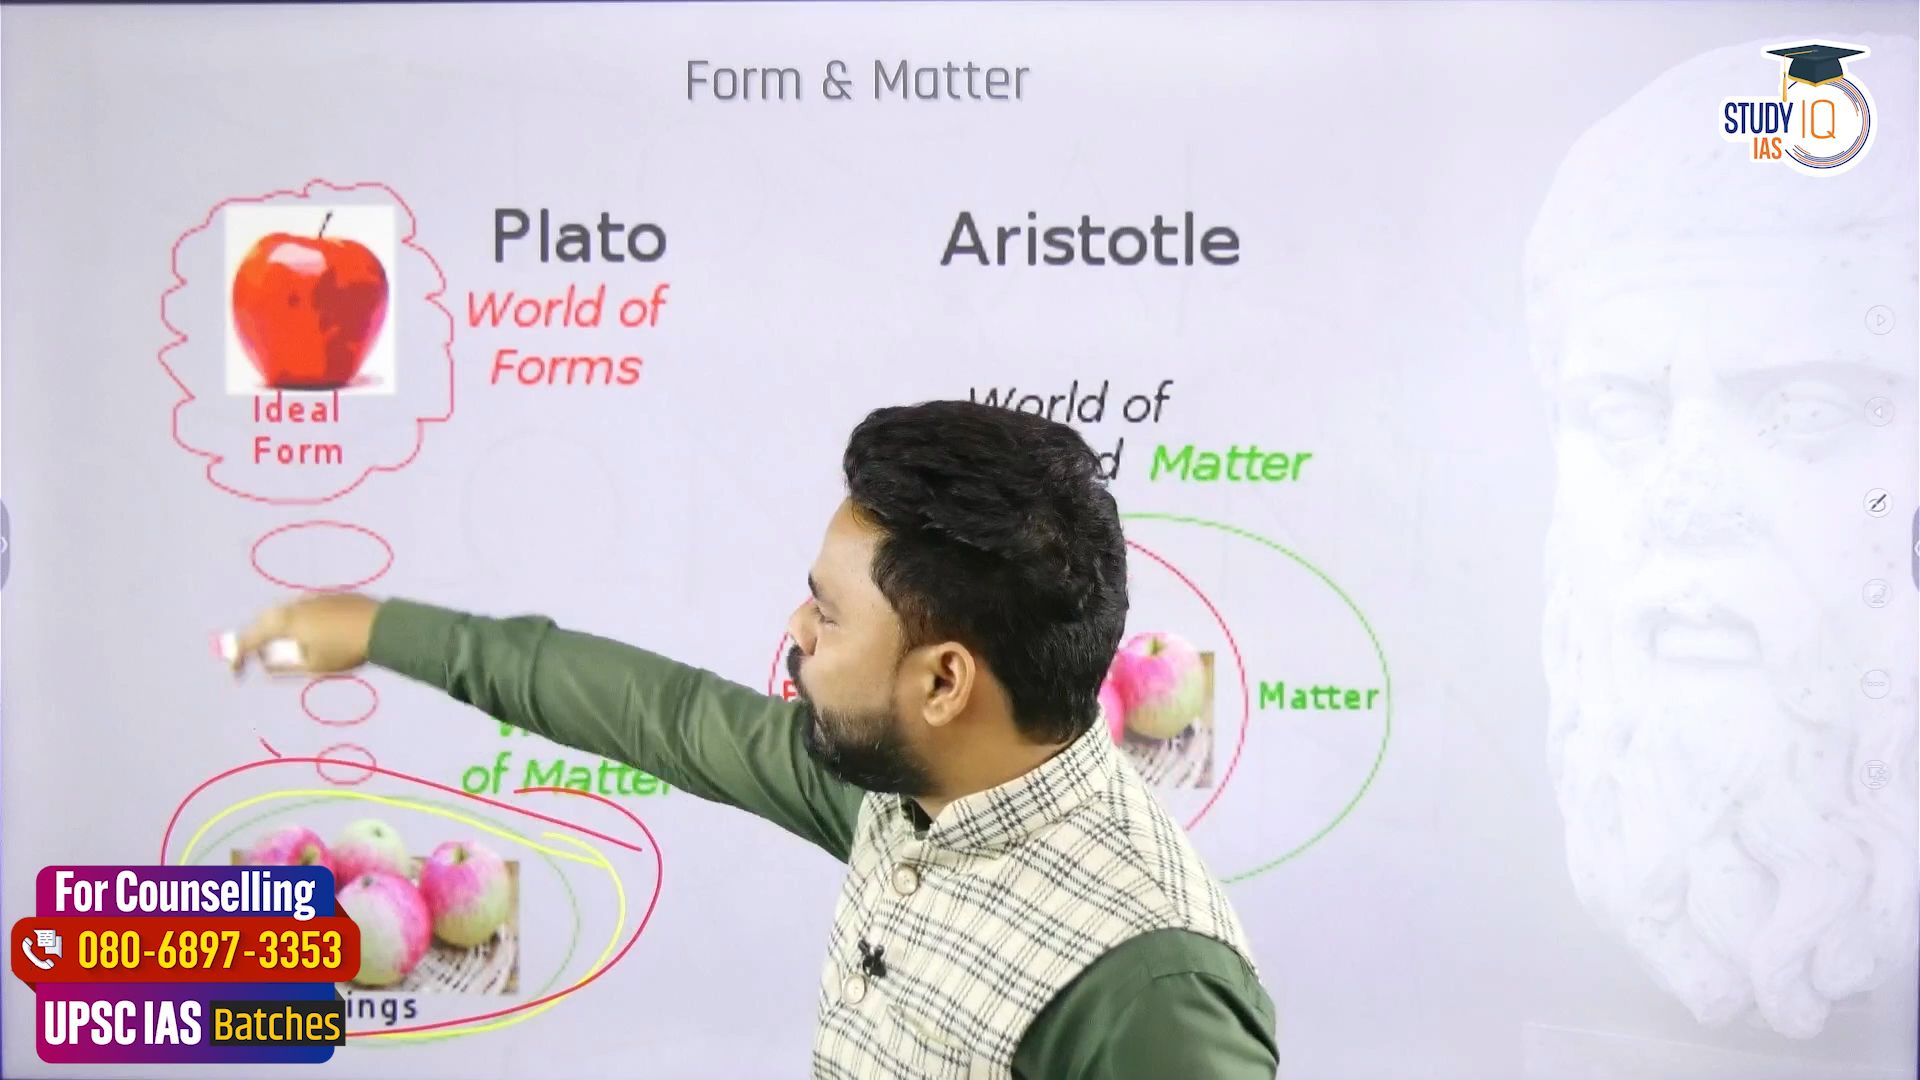 Form & Matter
STUDY IQ
IAS
Plato
World of
Forms
Ideal
Form
Aristotle
World of
Matter
Matter
of Matter
For Counselling
080-6897-3353
UPSC IAS Batches